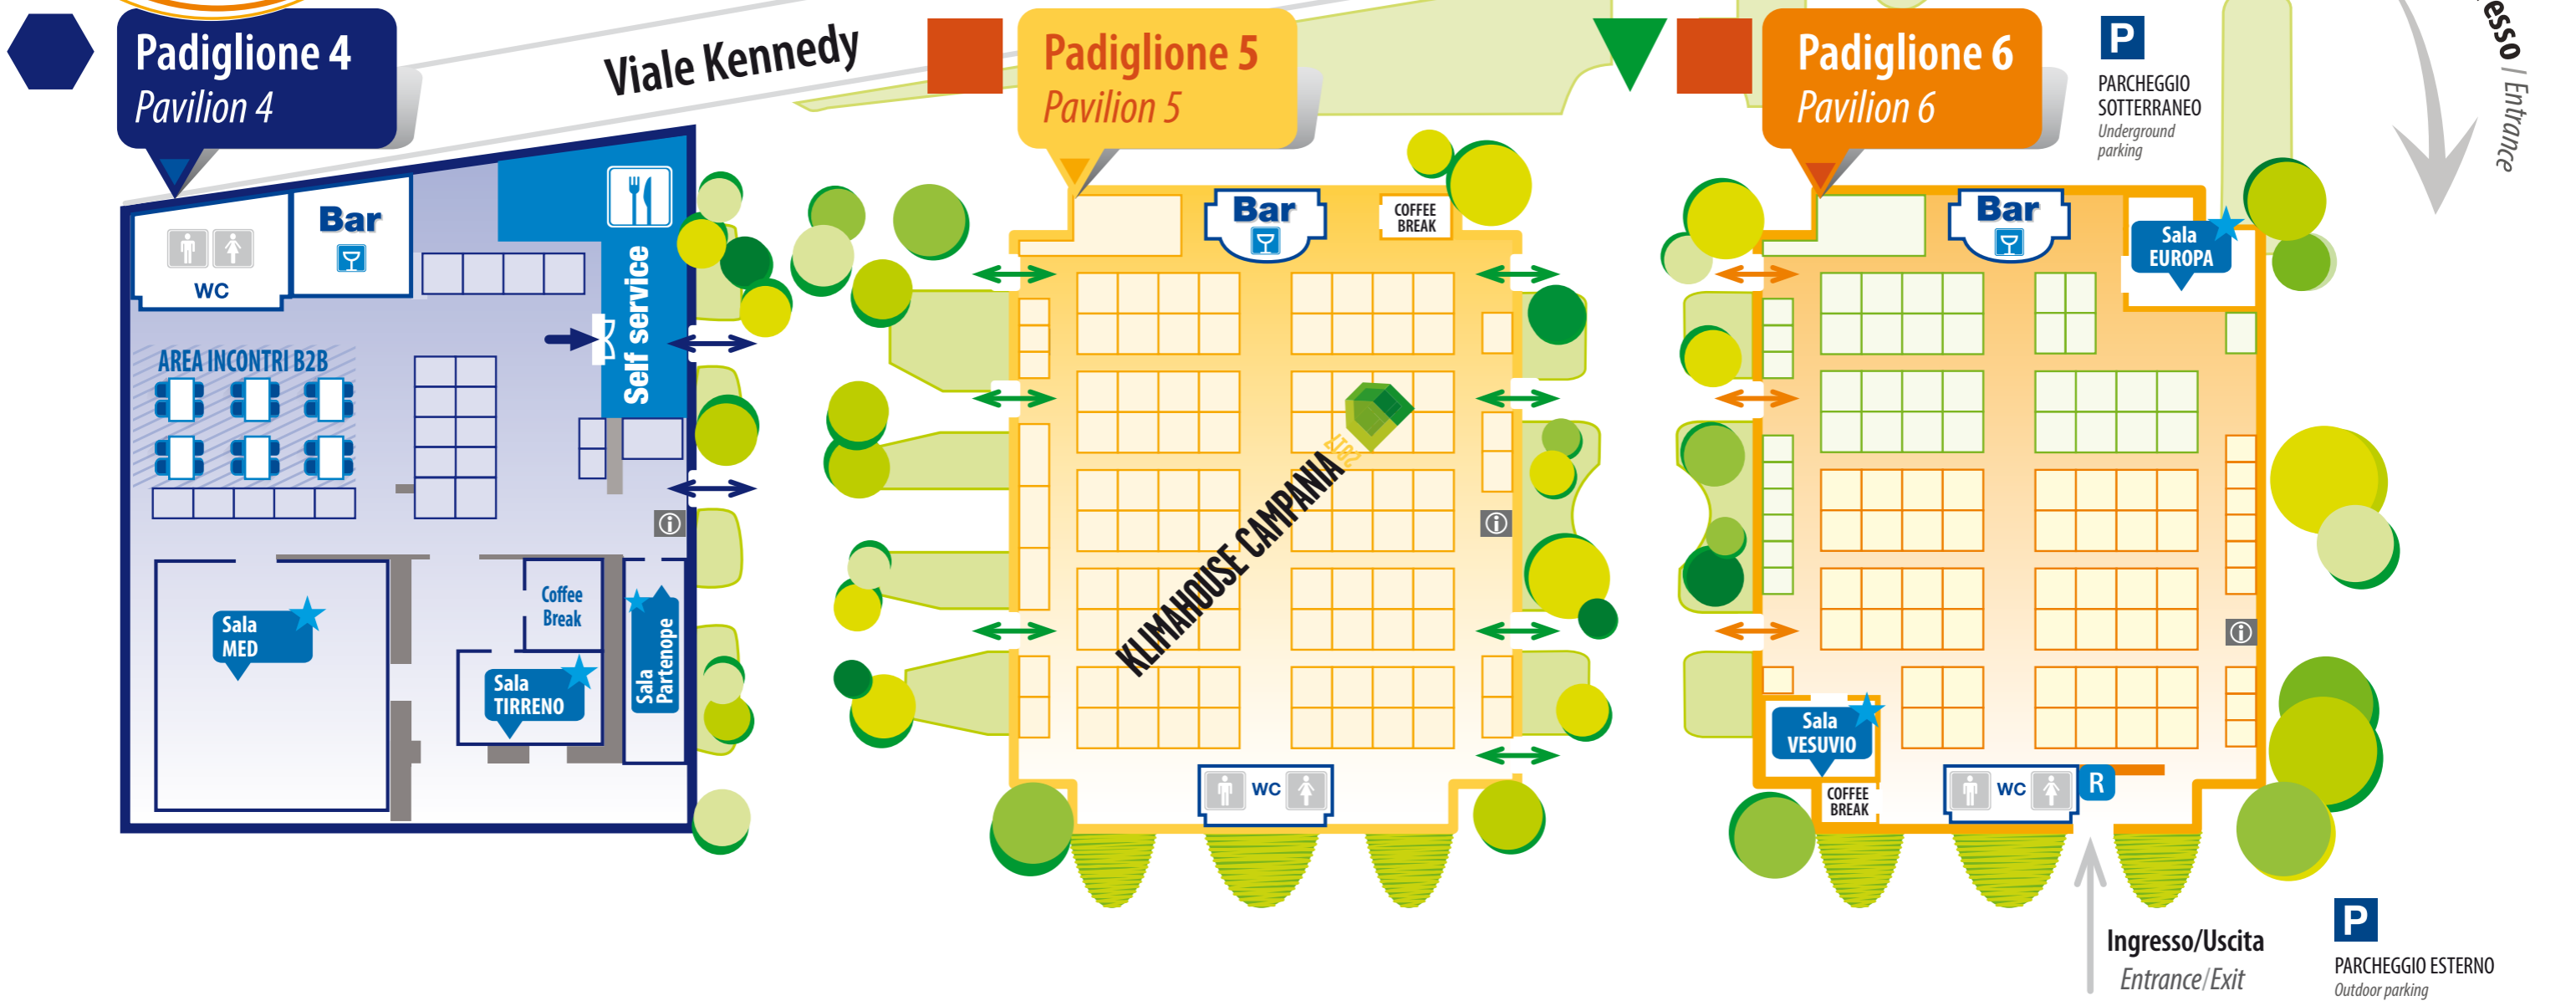 Padiglione 4
Pavilion 4
Viale Kennedy
Padiglione 5
Pavilion 5
Padiglione 6
Pavilion 6
P
PARCHEGGIO
SOTTERRANEO
Underground
parking
/ Entrance
WC
Bar
Self service
AREA INCONTRI B2B
i
Sala
MED
Coffee
Break
Sala
TIRRENO
Sala
Partenope
Bar
COFFEE
BREAK
KLIMAHOUSE CAMPANIA
2017
i
WC
Bar
Sala
EUROPA
i
Sala
VESUVIO
COFFEE
BREAK
WC
R
Ingresso/Uscita
Entrance/Exit
P
PARCHEGGIO ESTERNO
Outdoor parking